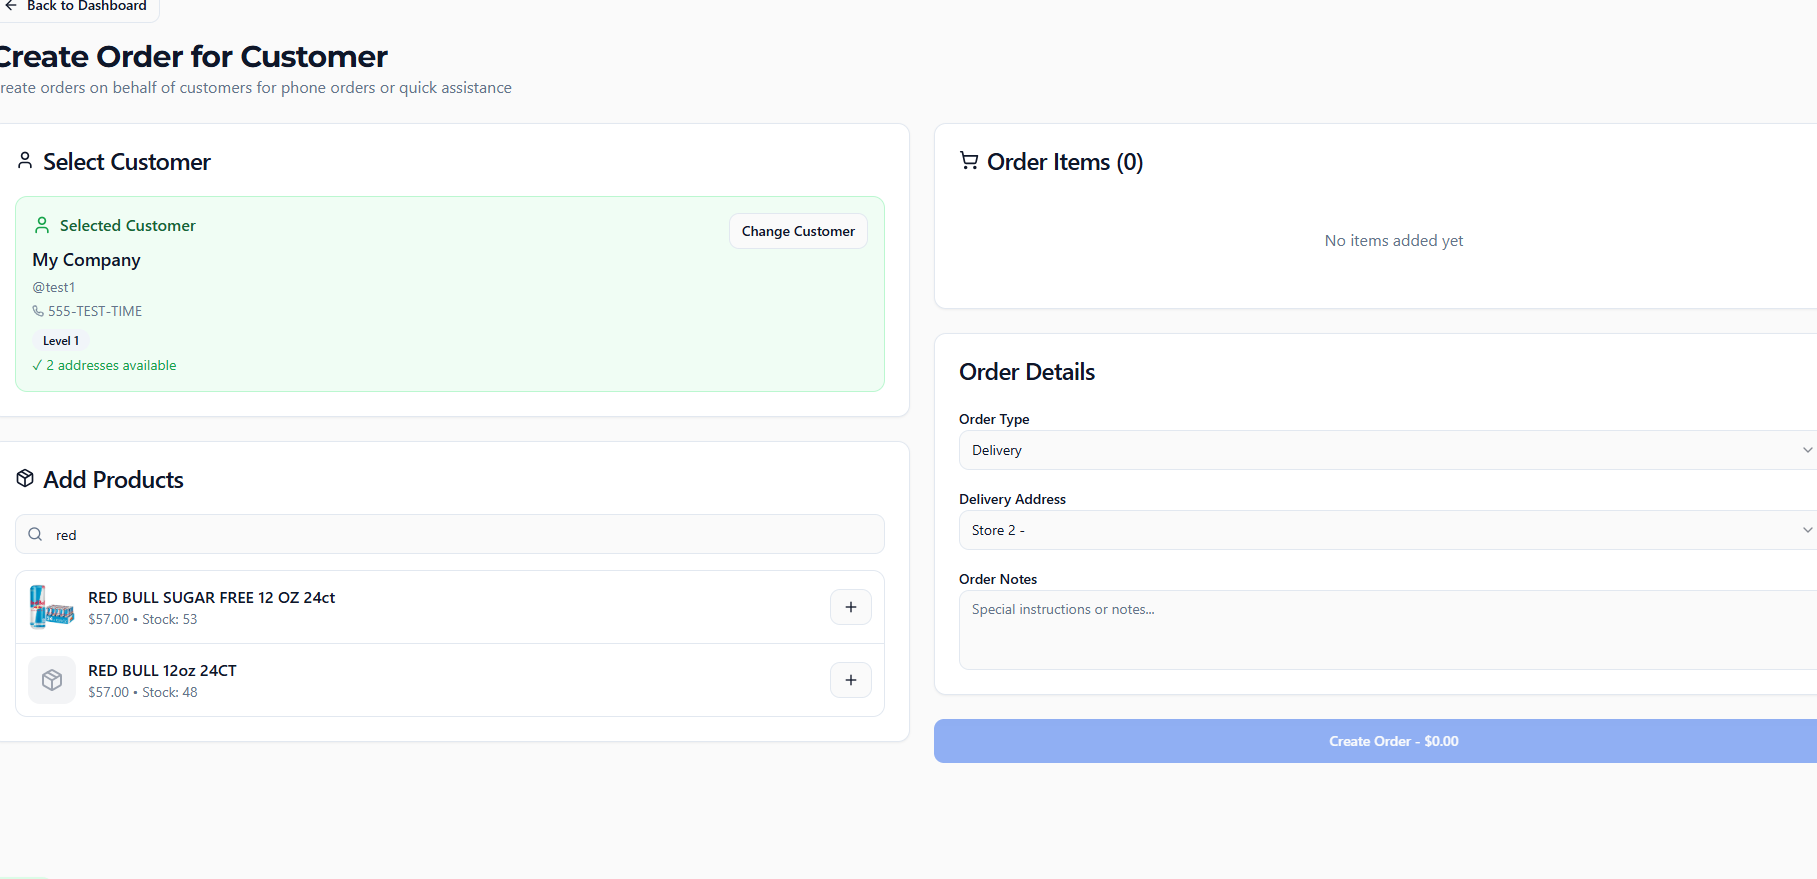 Back to Dashboard
Create Order for Customer
reate orders on behalf of customers for phone orders or quick assistance
Select Customer
Selected Customer
Change Customer
My Company
@test1
555-TEST-TIME
Level 1
✓ 2 addresses available
Add Products
red
RED BULL SUGAR FREE 12 OZ 24ct
$57.00 • Stock: 53
RED BULL 12oz 24CT
$57.00 • Stock: 48
Order Items (0)
No items added yet
Order Details
Order Type
Delivery
Delivery Address
Store 2 -
Order Notes
Special instructions or notes...
Create Order - $0.00